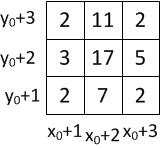 y₀+3 2 11 2
y₀+2 3 17 5
y₀+1 2 7 2
x₀+1 x₀+2 x₀+3